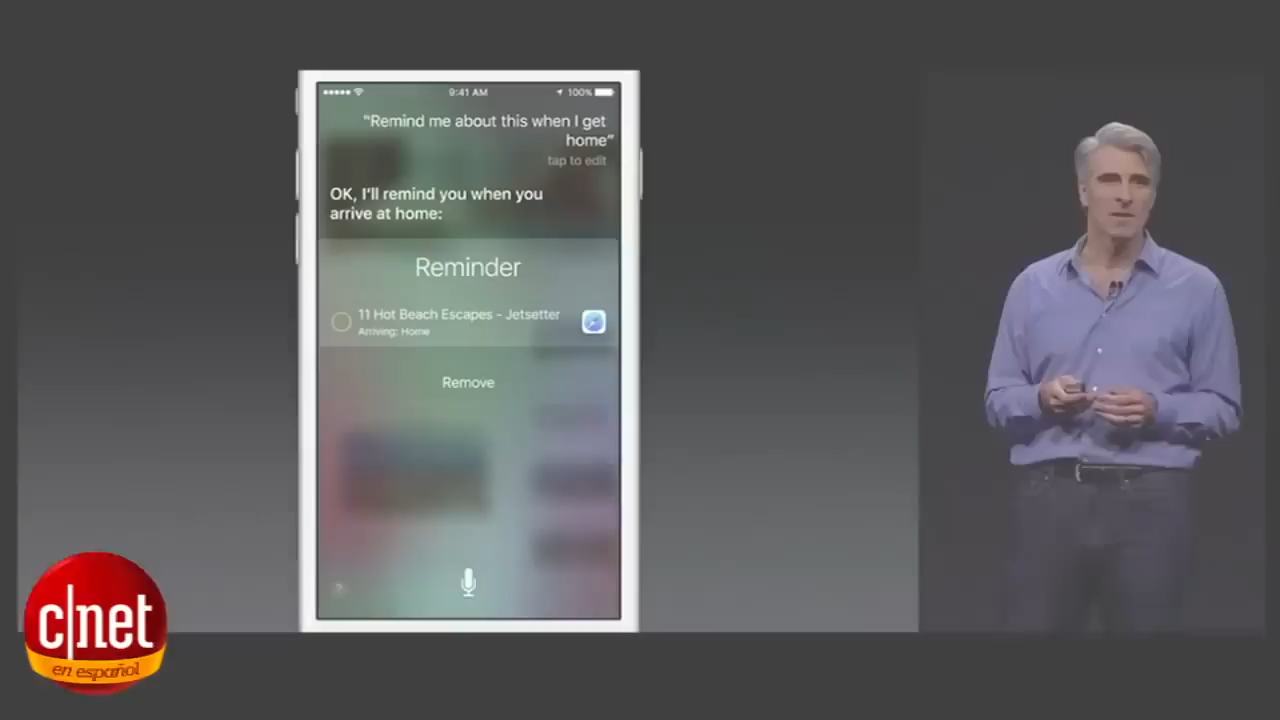 9:41 AM
100%
"Remind me about this when I get
home"
tap to edit
OK, I'll remind you when you
arrive at home:
Reminder
11 Hot Beach Escapes - Jetsetter
Arriving: Home
Remove
?
c|net
en español